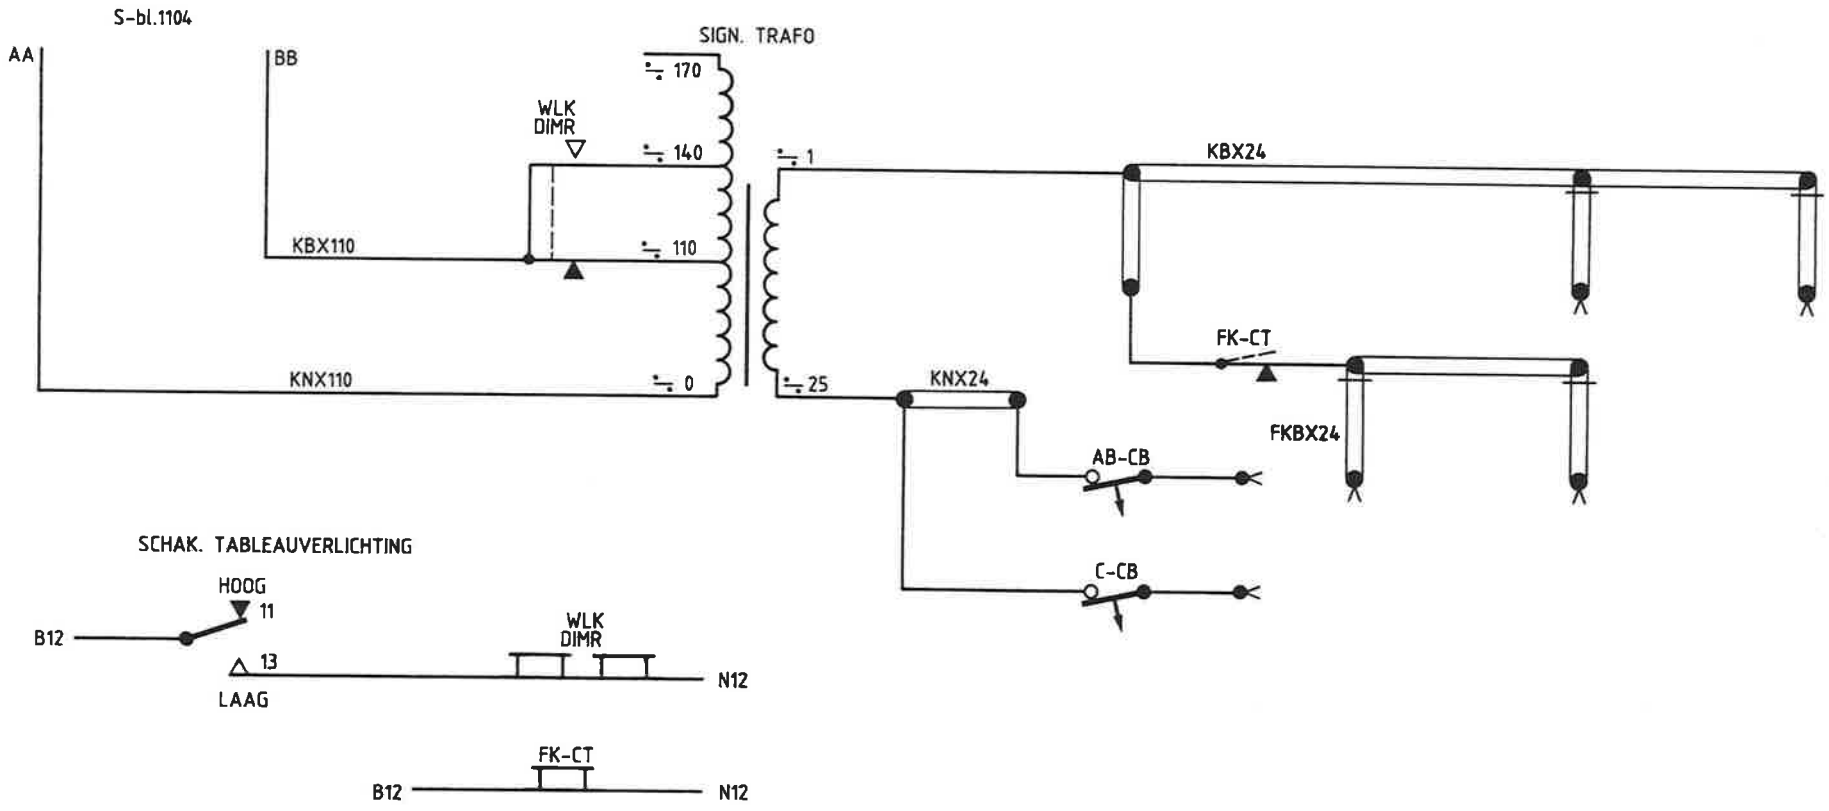 S-bl.1104
AA
BB
SIGN. TRAFO
170
WLK
DIMR
140
1
KBX24
KBX110
110
FK-CT
KNX110
0
25
KNX24
FKBX24
AB-CB
C-CB
SCHAK. TABLEAUVERLICHTING
HOOG
11
B12
13
LAAG
WLK
DIMR
N12
FK-CT
B12
N12